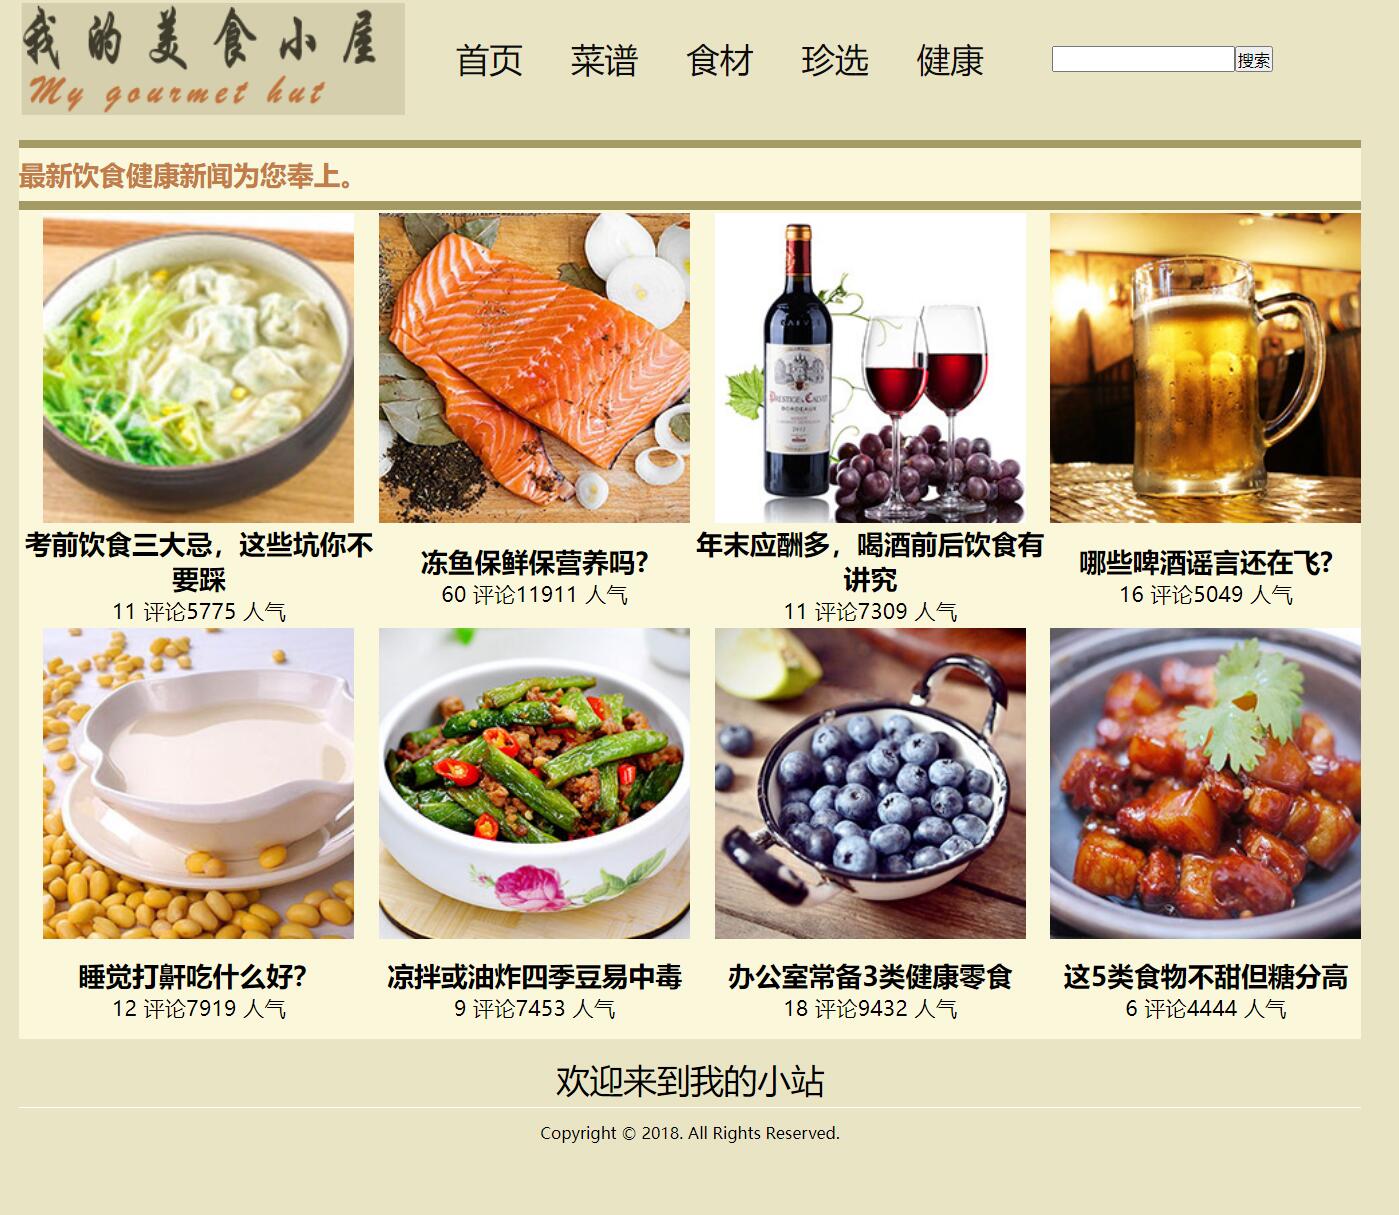 我的美食小屋
My gourmet hut
首页 菜谱 食材 珍选 健康 搜索
最新饮食健康新闻为您奉上。
PRESTIGE & CALVET
BORDEAUX
2012
考前饮食三大忌，这些坑你不
要踩
11 评论5775 人气
冻鱼保鲜保营养吗？
60 评论11911 人气
年末应酬多，喝酒前后饮食有
讲究
11 评论7309 人气
哪些啤酒谣言还在飞？
16 评论5049 人气
睡觉打鼾吃什么好？
12 评论7919 人气
凉拌或油炸四季豆易中毒
9 评论7453 人气
办公室常备3类健康零食
18 评论9432 人气
这5类食物不甜但糖分高
6 评论4444 人气
欢迎来到我的小站
Copyright © 2018. All Rights Reserved.